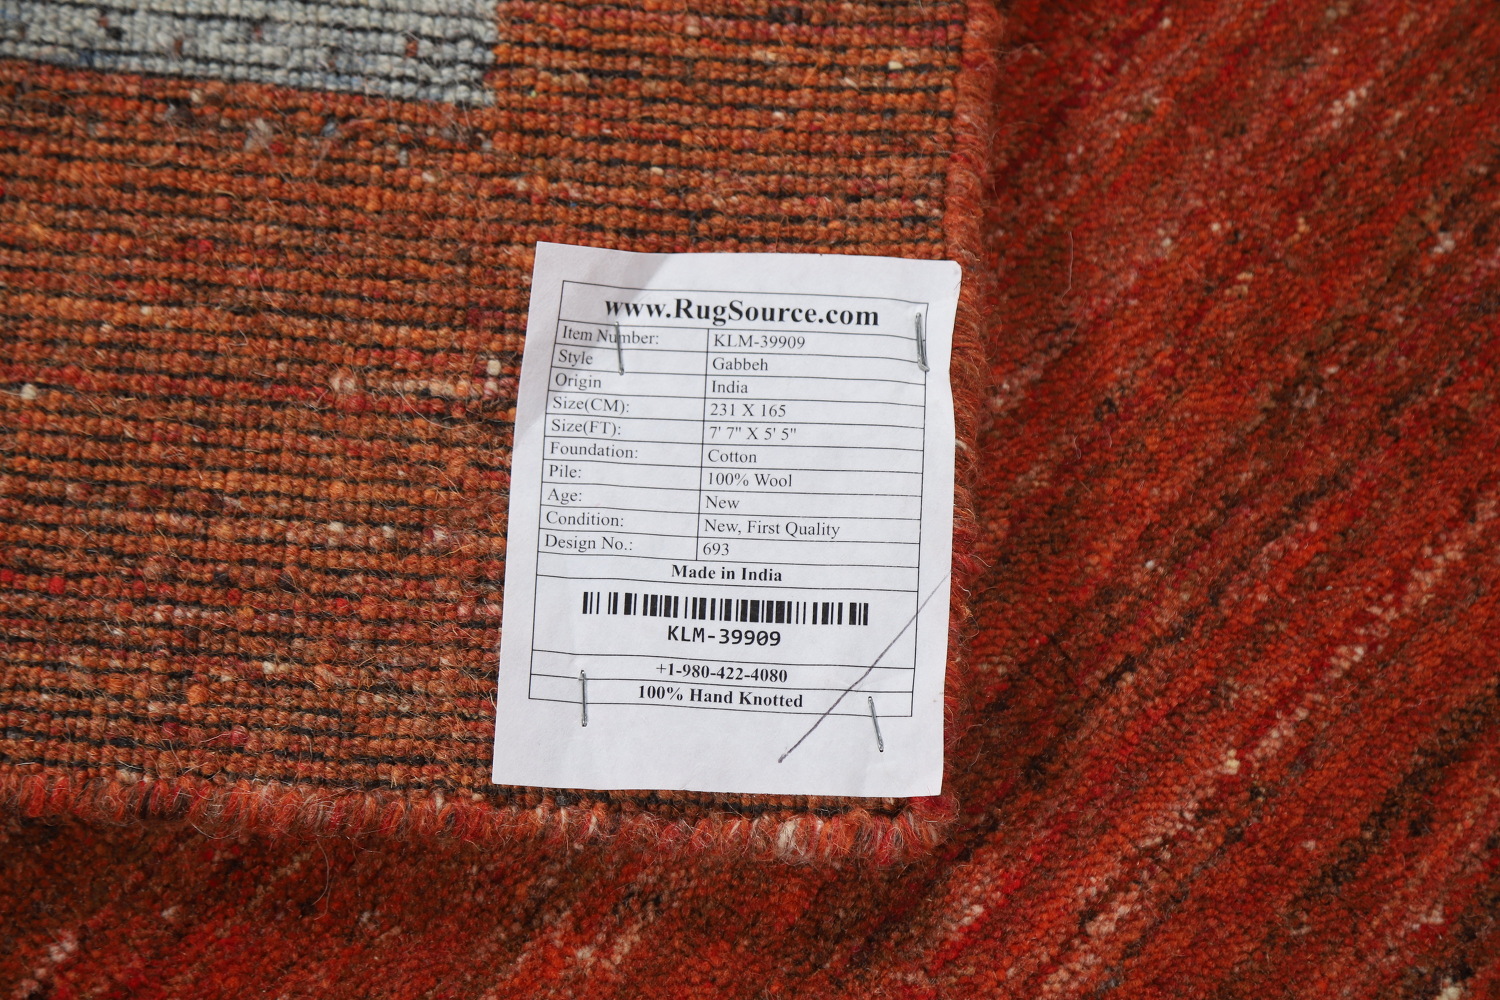 www.RugSource.com
Item Number: KLM-39909
Style Gabbeh
Origin India
Size(CM): 231 X 165
Size(FT): 7' 7" X 5' 5"
Foundation: Cotton
Pile: 100% Wool
Age: New
Condition: New, First Quality
Design No.: 693
Made in India
KLM-39909
+1-980-422-4080
100% Hand Knotted